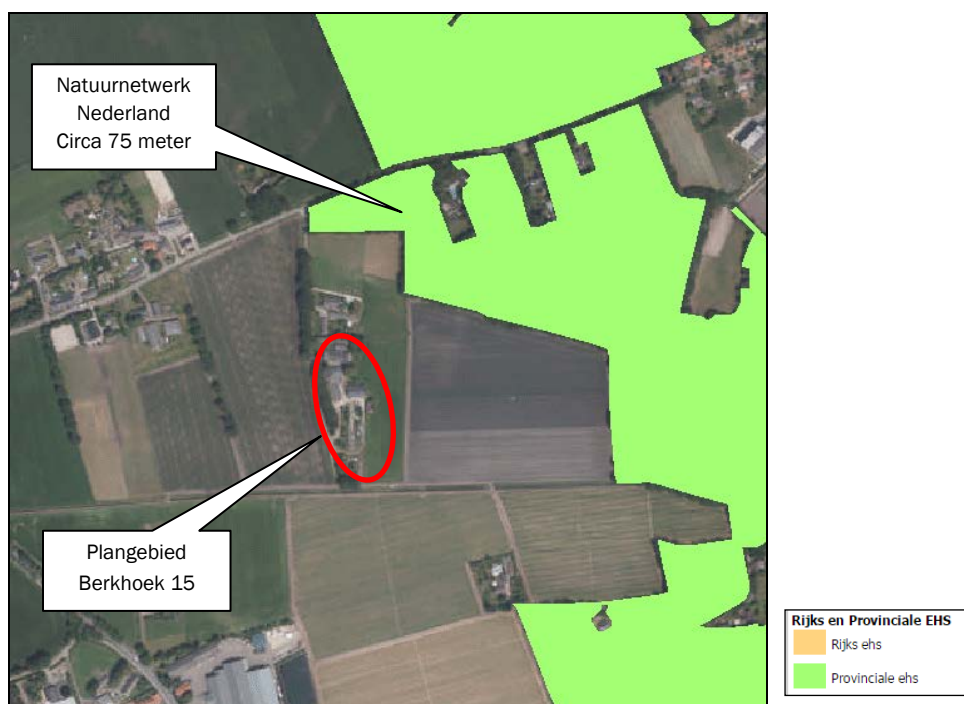 Natuurnetwerk
Nederland
Circa 75 meter
Plangebied
Berkhoek 15
Rijks en Provinciale EHS
Rijks ehs
Provinciale ehs